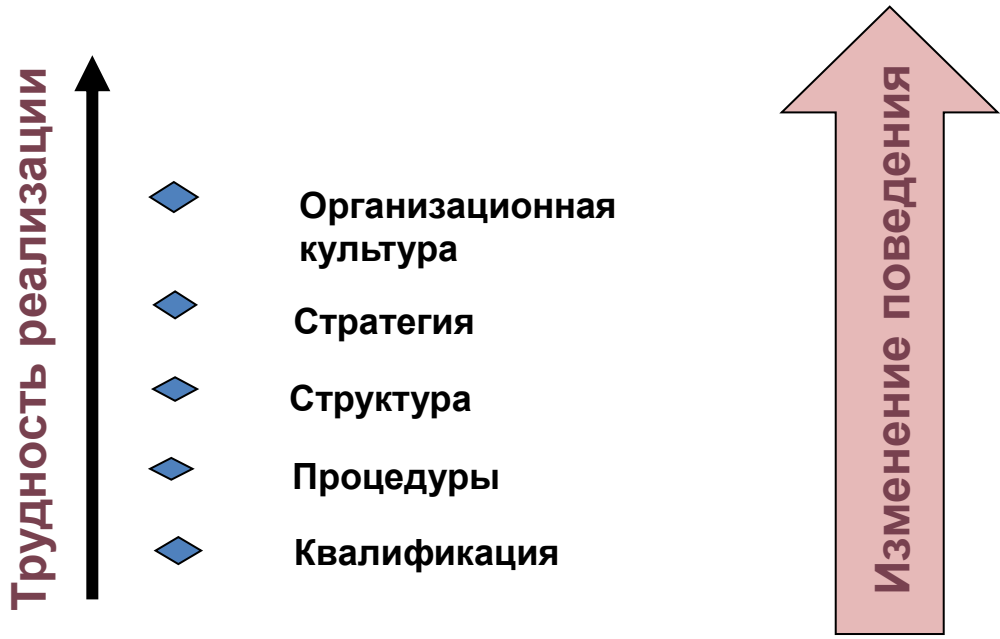 Трудность реализации
Организационная
культура
Стратегия
Структура
Процедуры
Квалификация
Изменение поведения